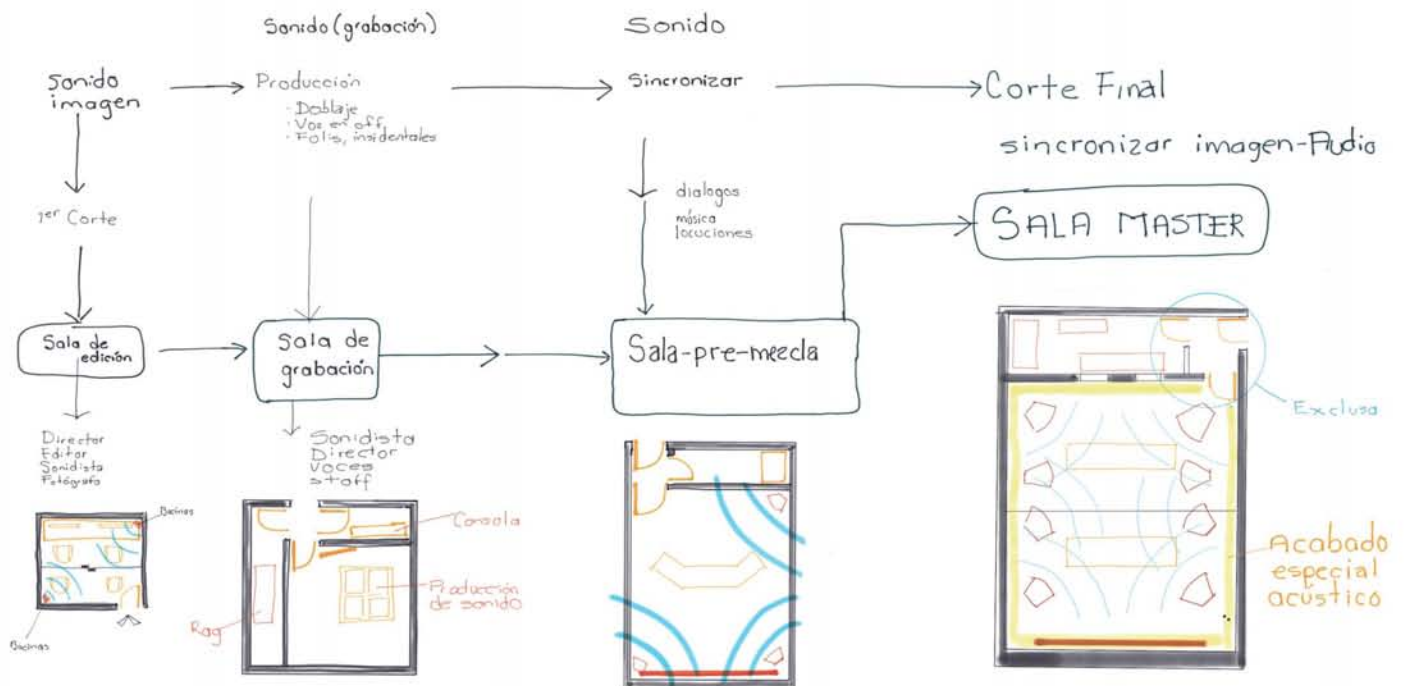 Sonido (grabación)
Sonido
Sonido
imagen
Producción
· Doblaje
· Voz en off
· Folis, insidentales
Sincronizar
Corte Final
sincronizar imagen-Audio
1er Corte
dialogos
música
locuciones
SALA MASTER
Sala de
edición
Sala de
grabación
Sala-pre-mezcla
Director
Editor
Sonidista
Fotógrafo
Sonidista
Director
voces
staff
Exclusa
Bocinas
Consola
Producción
de sonido
Rag
Bocinas
Acabado
especial
acústico